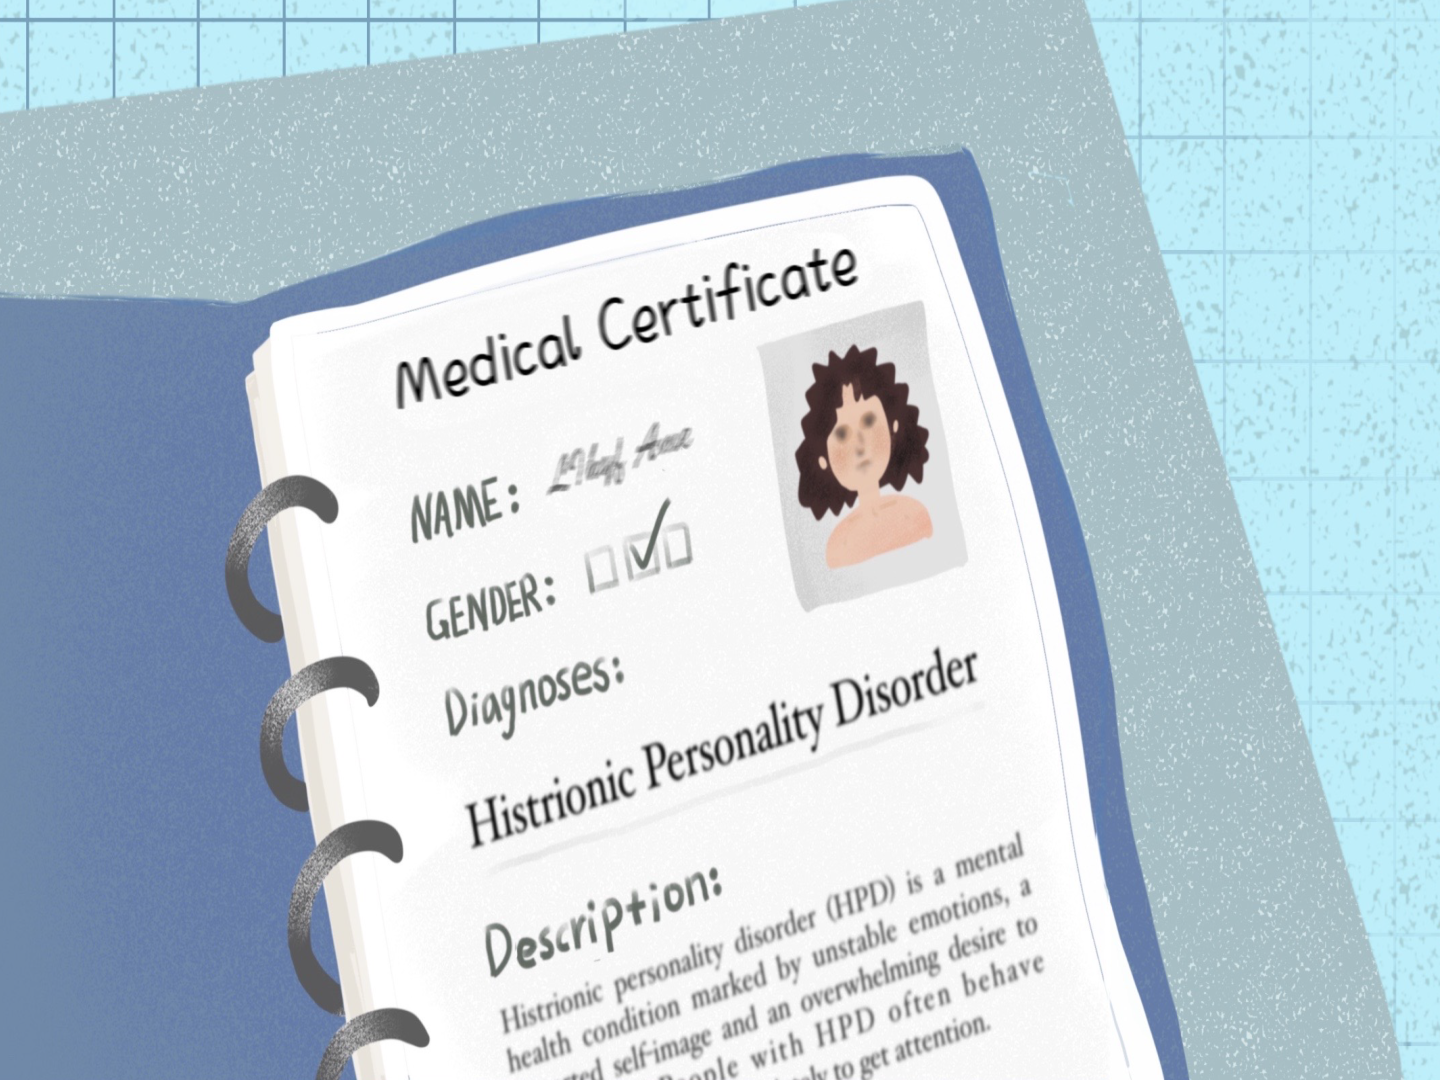 Medical Certificate
NAME:
GENDER:
Diagnoses:
Histrionic Personality Disorder
Description:
Histrionic personality disorder (HPD) is a mental
health condition marked by unstable emotions, a
self-image and an overwhelming desire to
with HPD often behave
to get attention.